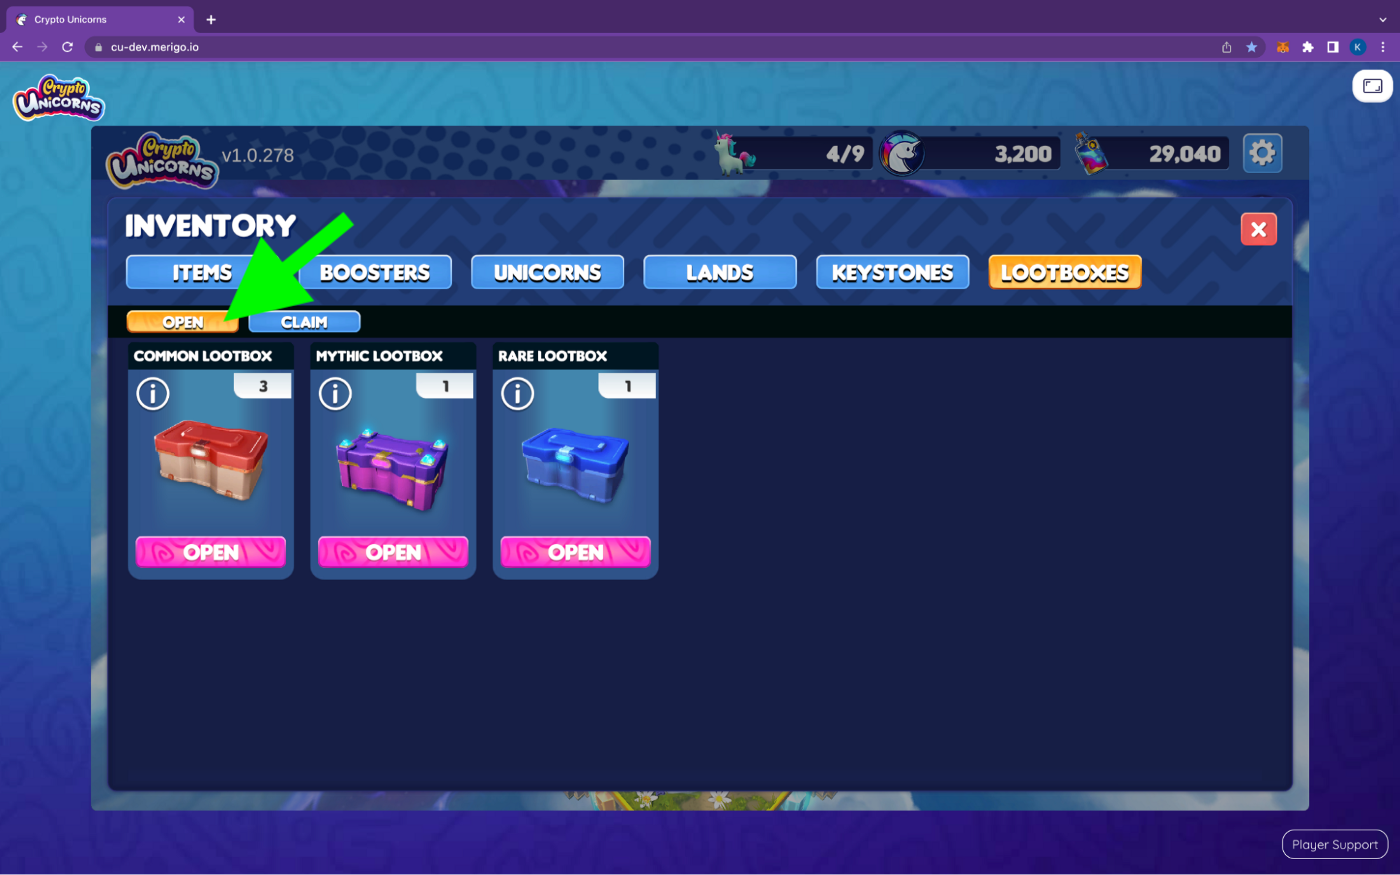 Crypto Unicorns
cu-dev.merigo.io
K
Crypto
UNICORNS
Crypto
UNICORNS
v1.0.278
4/9
3,200
29,040
INVENTORY
ITEMS BOOSTERS UNICORNS LANDS KEYSTONES LOOTBOXES
OPEN CLAIM
COMMON LOOTBOX MYTHIC LOOTBOX RARE LOOTBOX
3 1 1
OPEN OPEN OPEN
Player Support